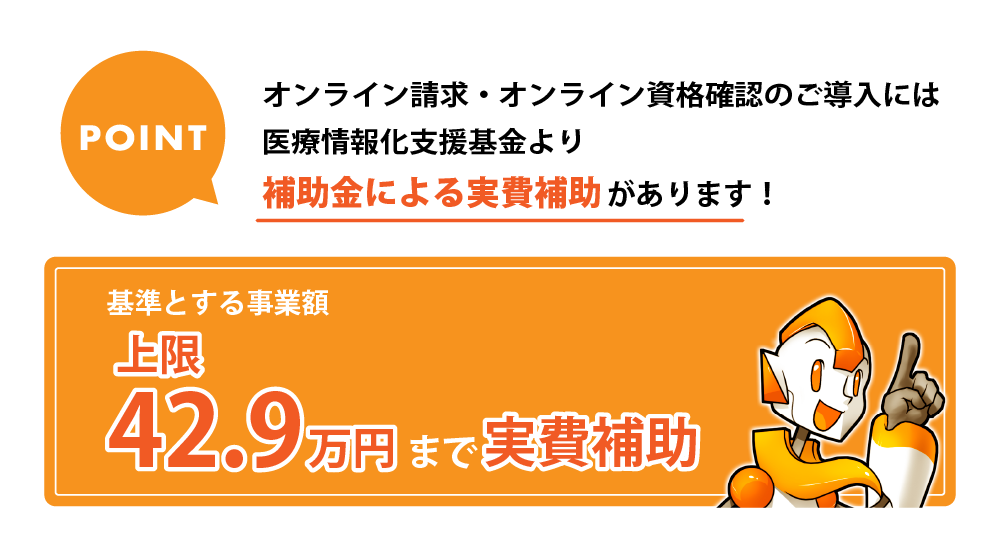 POINT
オンライン請求・オンライン資格確認のご導入には
医療情報化支援基金より
補助金による実費補助があります！
基準とする事業額
上限
42.9万円まで実費補助